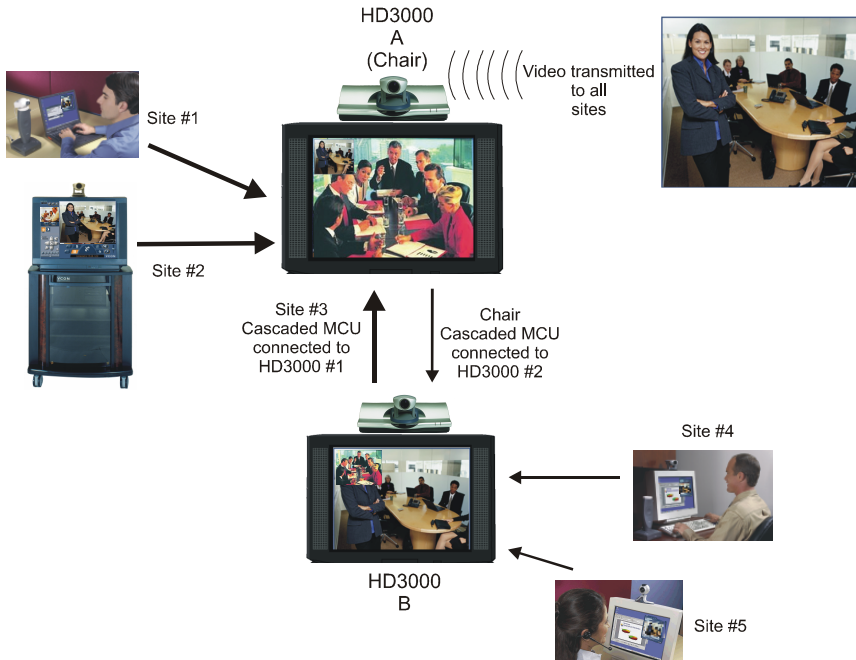 HD3000
A
(Chair)
Video transmitted
to all
sites
Site #1
Site #2
Site #3
Cascaded MCU
connected to
HD3000 #1
Chair
Cascaded MCU
connected to
HD3000 #2
Site #4
HD3000
B
Site #5